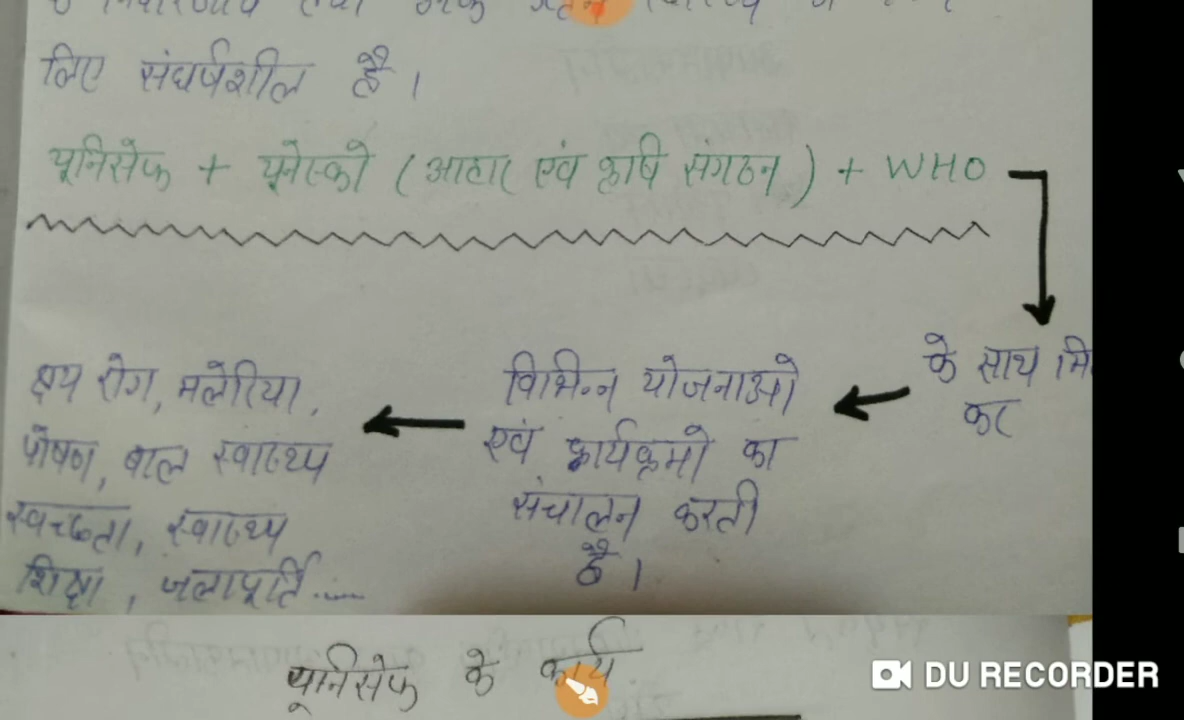 लिए संघर्षशील है।
यूनिसेफ + यूनेस्को (आहार एवं कृषि संगठन) + WHO
के साथ मि
कर
विभिन्न योजनाओ
एवं कार्यक्रमो का
संचालन करती
है।
क्षय रोग, मलेरिया,
पोषण, बाल स्वास्थ्य
स्वच्छता, स्वास्थ्य
शिक्षा, जलापूर्ति.....
यूनिसेफ के कार्य
DU RECORDER